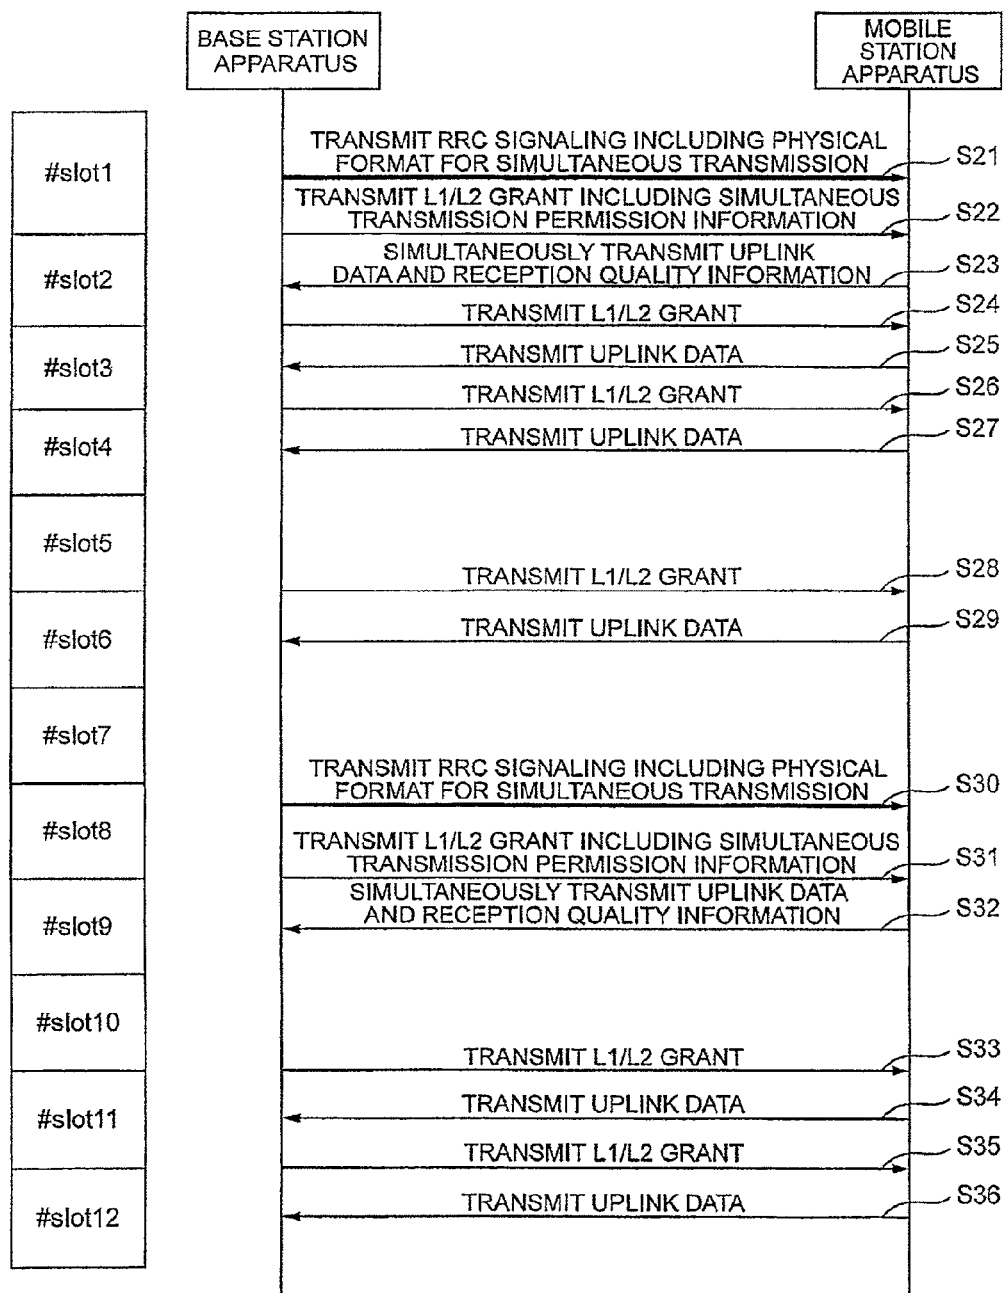 BASE STATION
APPARATUS
MOBILE
STATION
APPARATUS
#slot1
TRANSMIT RRC SIGNALING INCLUDING PHYSICAL
FORMAT FOR SIMULTANEOUS TRANSMISSION
S21
TRANSMIT L1/L2 GRANT INCLUDING SIMULTANEOUS
TRANSMISSION PERMISSION INFORMATION
S22
#slot2
SIMULTANEOUSLY TRANSMIT UPLINK
DATA AND RECEPTION QUALITY INFORMATION
S23
TRANSMIT L1/L2 GRANT
S24
#slot3
TRANSMIT UPLINK DATA
S25
TRANSMIT L1/L2 GRANT
S26
#slot4
TRANSMIT UPLINK DATA
S27
#slot5
TRANSMIT L1/L2 GRANT
S28
#slot6
TRANSMIT UPLINK DATA
S29
#slot7
TRANSMIT RRC SIGNALING INCLUDING PHYSICAL
FORMAT FOR SIMULTANEOUS TRANSMISSION
S30
#slot8
TRANSMIT L1/L2 GRANT INCLUDING SIMULTANEOUS
TRANSMISSION PERMISSION INFORMATION
S31
#slot9
SIMULTANEOUSLY TRANSMIT UPLINK DATA
AND RECEPTION QUALITY INFORMATION
S32
#slot10
TRANSMIT L1/L2 GRANT
S33
#slot11
TRANSMIT UPLINK DATA
S34
TRANSMIT L1/L2 GRANT
S35
#slot12
TRANSMIT UPLINK DATA
S36